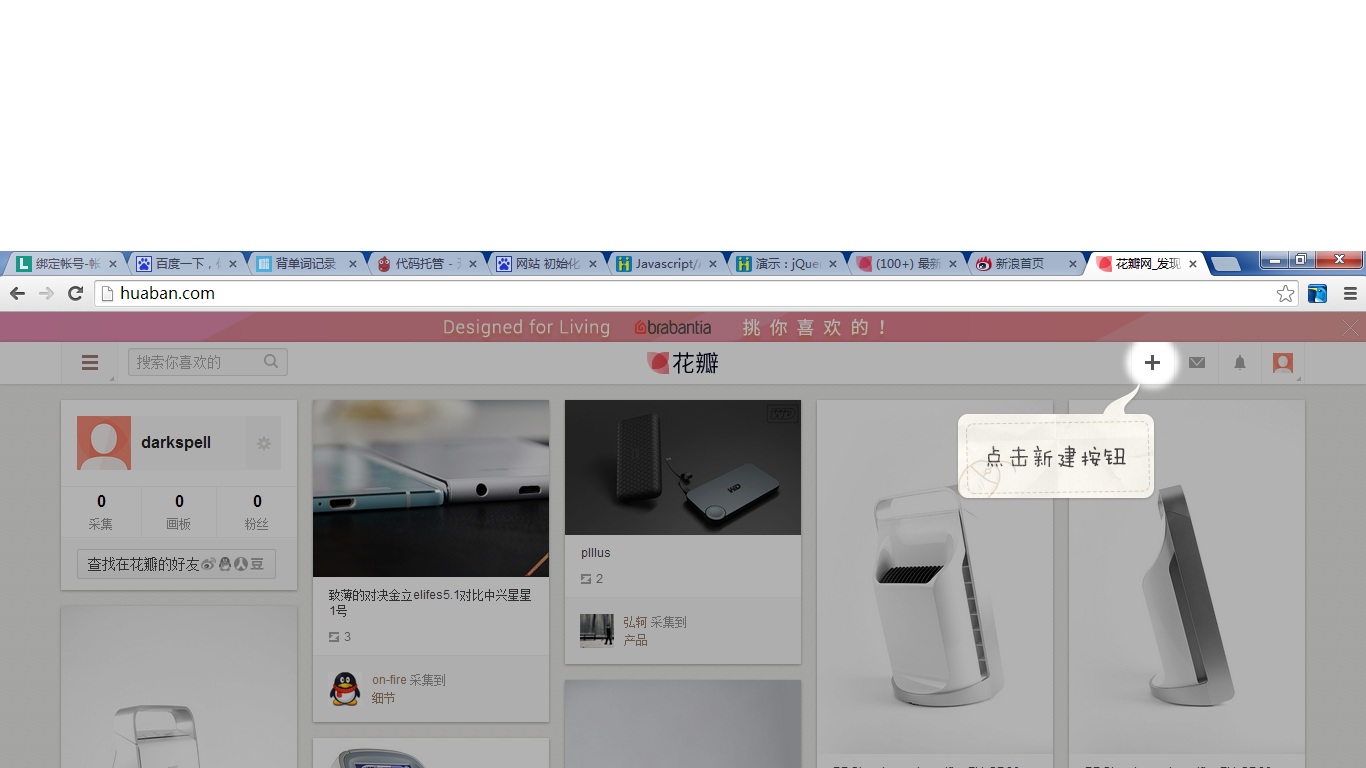 绑定帐号-帐
百度一下，
背单词记录
代码托管 -
网站 初始化
Javascript/
演示：jQue
(100+) 最新
新浪首页
花瓣网_发现
huaban.com
Designed for Living brabantia 挑你喜欢的！
搜索你喜欢的
花瓣
点击新建按钮
darkspell
0 0 0
采集 画板 粉丝
查找在花瓣的好友
豆
致薄的对决金立elifes5.1对比中兴星星
1号
3
on-fire 采集到
细节
WD
WD
plllus
2
弘轲 采集到
产品